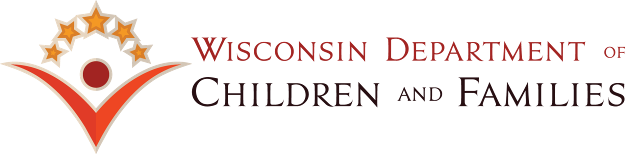 Wisconsin Department of
Children and Families